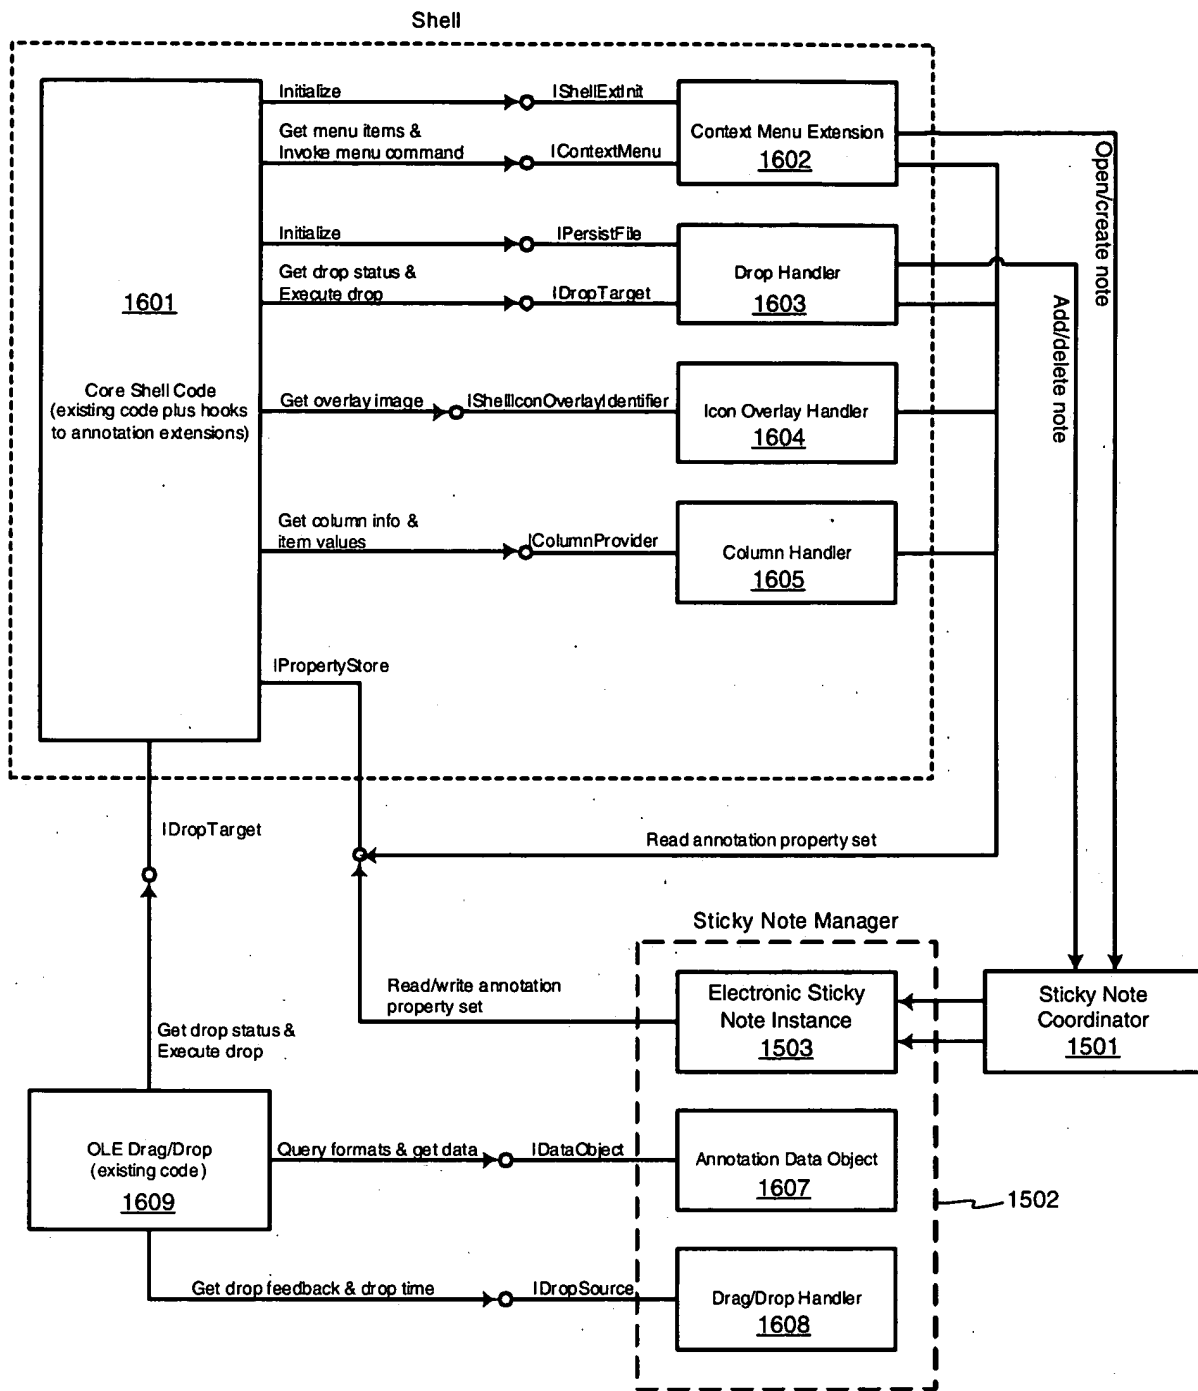 Shell
Initialize
IShellExtInit
Get menu items &
Invoke menu command
IContextMenu
Context Menu Extension
1602
Open/create note
Initialize
IPersistFile
Get drop status &
Execute drop
IDropTarget
Drop Handler
1603
Add/delete note
1601
Core Shell Code
(existing code plus hooks
to annotation extensions)
Get overlay image
IShellIconOverlayIdentifier
Icon Overlay Handler
1604
Get column info &
item values
IColumnProvider
Column Handler
1605
IPropertyStore
IDropTarget
Read annotation property set
Sticky Note Manager
Read/write annotation
property set
Electronic Sticky
Note Instance
1503
Sticky Note
Coordinator
1501
Get drop status &
Execute drop
OLE Drag/Drop
(existing code)
1609
Query formats & get data
IDataObject
Annotation Data Object
1607
1502
Get drop feedback & drop time
IDropSource
Drag/Drop Handler
1608